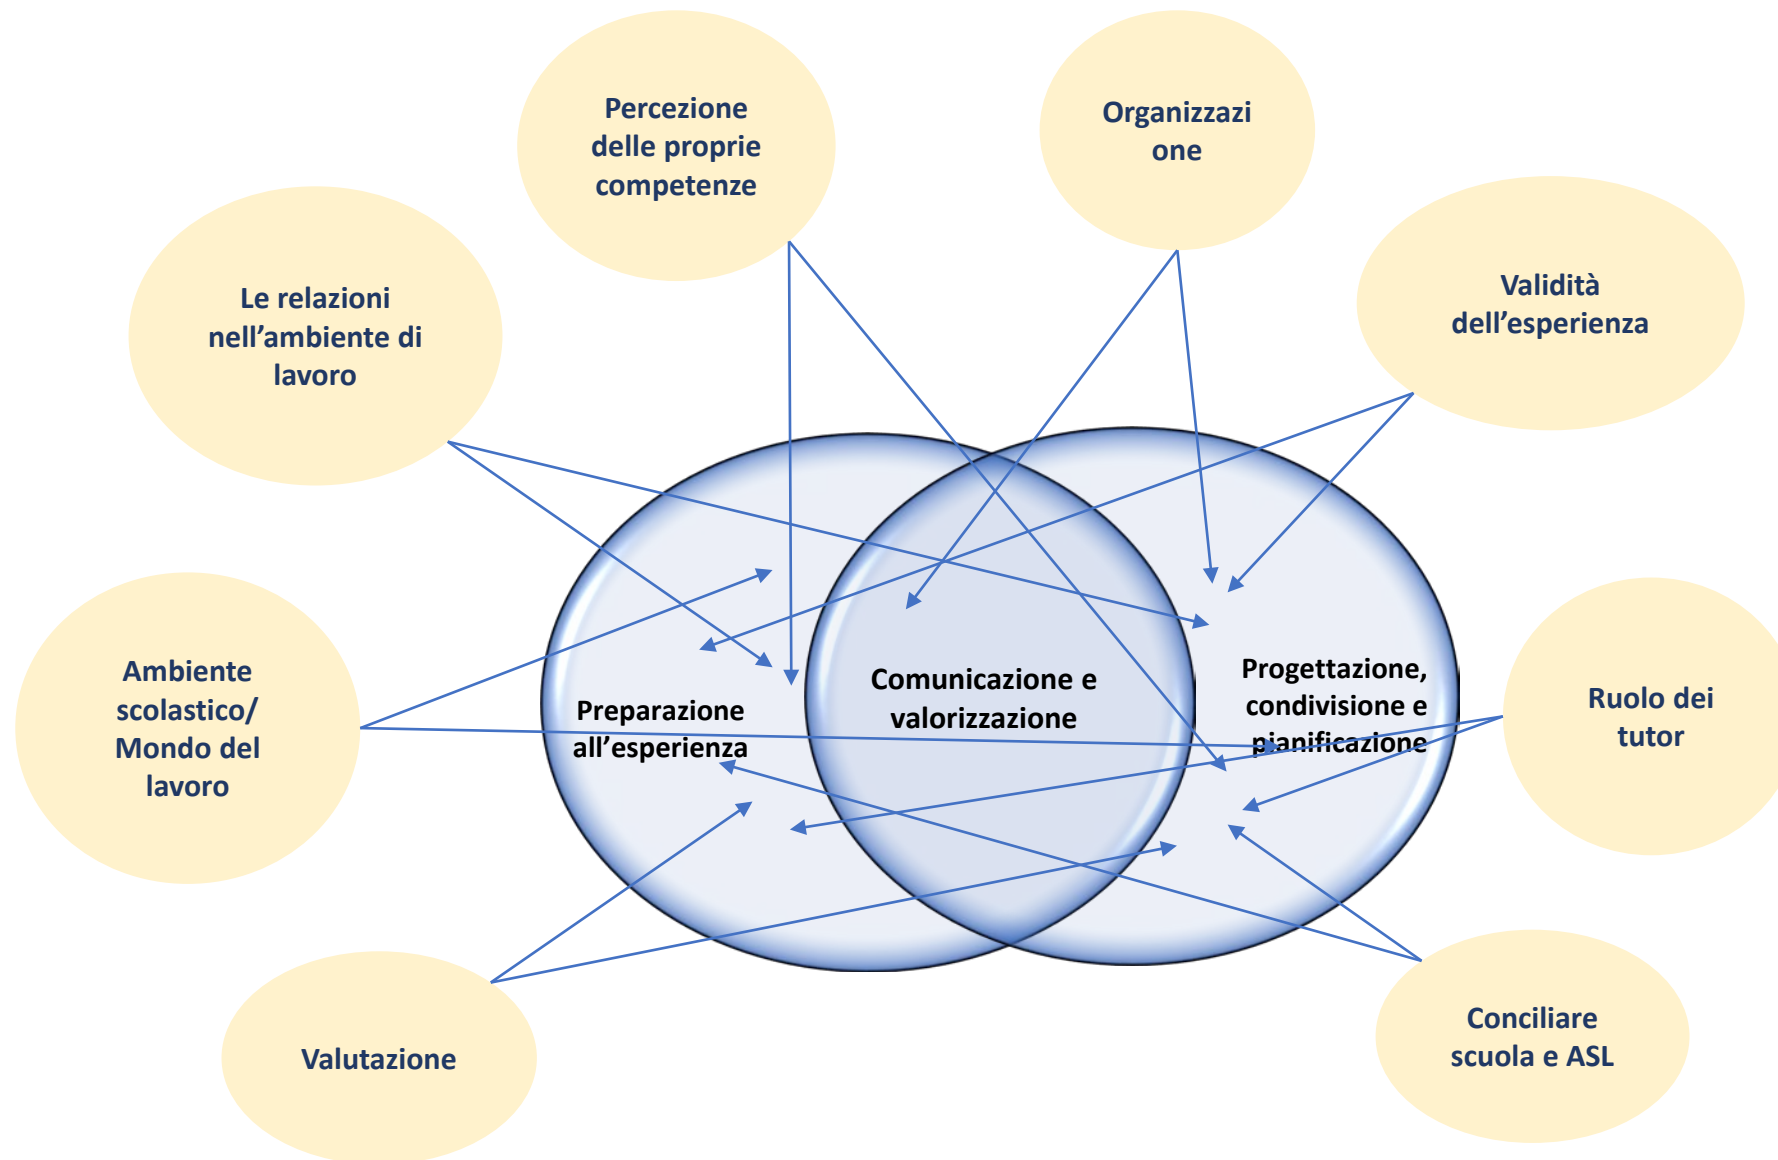 Percezione
delle proprie
competenze
Organizzazi
one
Le relazioni
nell’ambiente di
lavoro
Validità
dell’esperienza
Ambiente
scolastico/
Mondo del
lavoro
Preparazione
all’esperienza
Comunicazione e
valorizzazione
Progettazione,
condivisione e
pianificazione
Ruolo dei
tutor
Valutazione
Conciliare
scuola e ASL